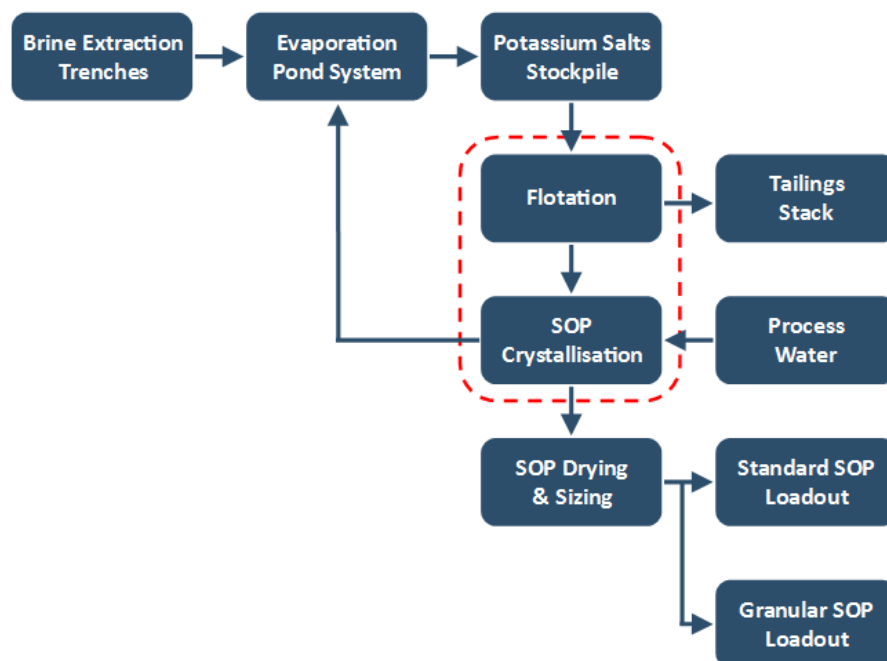 Brine Extraction
Trenches
Evaporation
Pond System
Potassium Salts
Stockpile
Flotation
Tailings
Stack
SOP
Crystallisation
Process
Water
SOP Drying
& Sizing
Standard SOP
Loadout
Granular SOP
Loadout